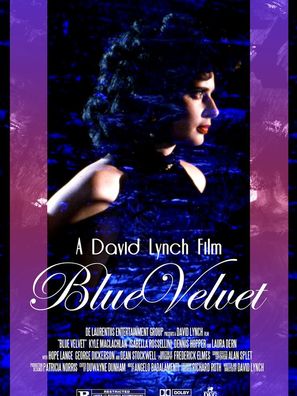 A David Lynch Film
Blue Velvet
DE LAURENTIIS ENTERTAINMENT GROUP PRESENTS A DAVID LYNCH FILM
"BLUE VELVET" KYLE MACLACHLAN ISABELLA ROSSELLINI DENNIS HOPPER AND LAURA DERN
WITH HOPE LANGE GEORGE DICKERSON AND DEAN STOCKWELL FREDERICK ELMES ALAN SPLET
PATRICIA NORRIS DUWAYNE DUNHAM ANGELO BADALAMENTI RICHARD ROTH DAVID LYNCH
R RESTRICTED
DOLBY